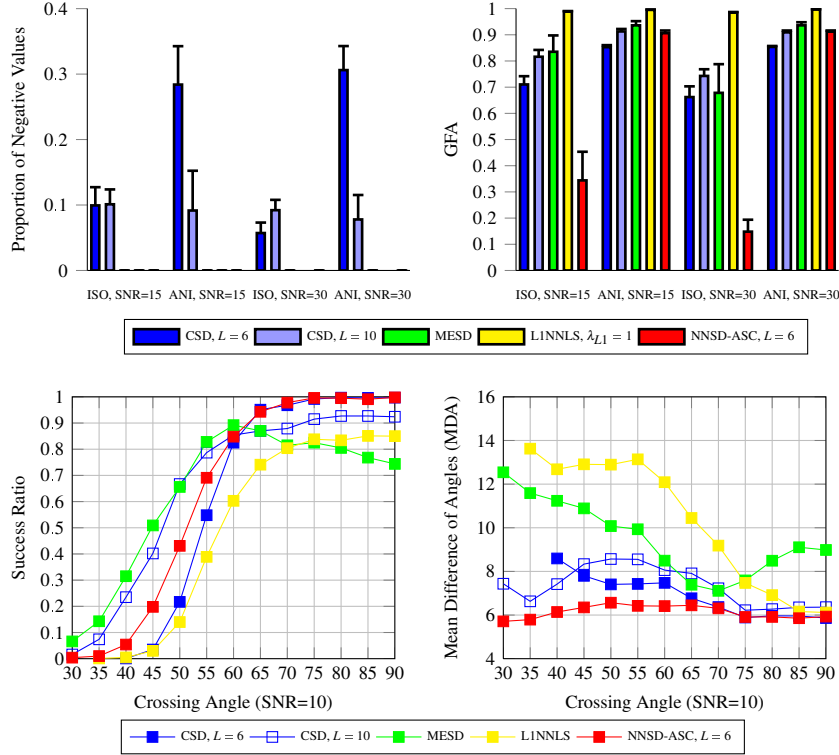 Proportion of Negative Values
0.4
0.3
0.2
0.1
0
ISO, SNR=15 ANI, SNR=15 ISO, SNR=30 ANI, SNR=30
GFA
1
0.9
0.8
0.7
0.6
0.5
0.4
0.3
0.2
0.1
0
ISO, SNR=15 ANI, SNR=15 ISO, SNR=30 ANI, SNR=30
CSD, L = 6 CSD, L = 10 MESD L1NNLS, λL1 = 1 NNSD-ASC, L = 6
Success Ratio
1
0.9
0.8
0.7
0.6
0.5
0.4
0.3
0.2
0.1
0
30 35 40 45 50 55 60 65 70 75 80 85 90
Crossing Angle (SNR=10)
Mean Difference of Angles (MDA)
16
14
12
10
8
6
4
30 35 40 45 50 55 60 65 70 75 80 85 90
Crossing Angle (SNR=10)
CSD, L = 6 CSD, L = 10 MESD L1NNLS NNSD-ASC, L = 6